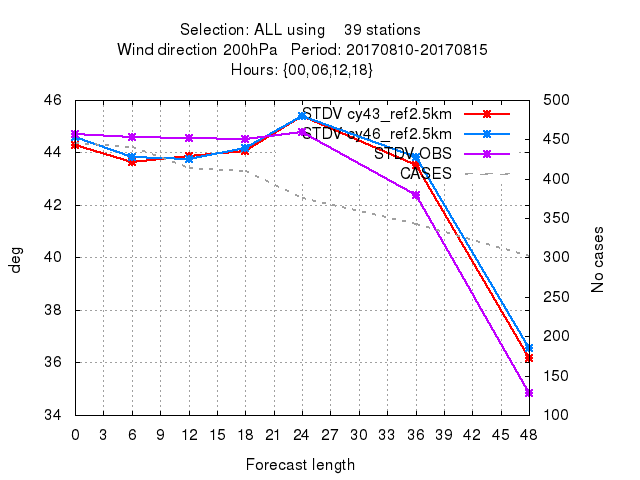 Selection: ALL using 39 stations
Wind direction 200hPa Period: 20170810-20170815
Hours: {00,06,12,18}
STDV cy43_ref2.5km
STDV cy46_ref2.5km
STDV OBS
CASES
46
44
42
40
38
36
34
deg
500
450
400
350
300
250
200
150
100
No cases
0 3 6 9 12 15 18 21 24 27 30 33 36 39 42 45 48
Forecast length